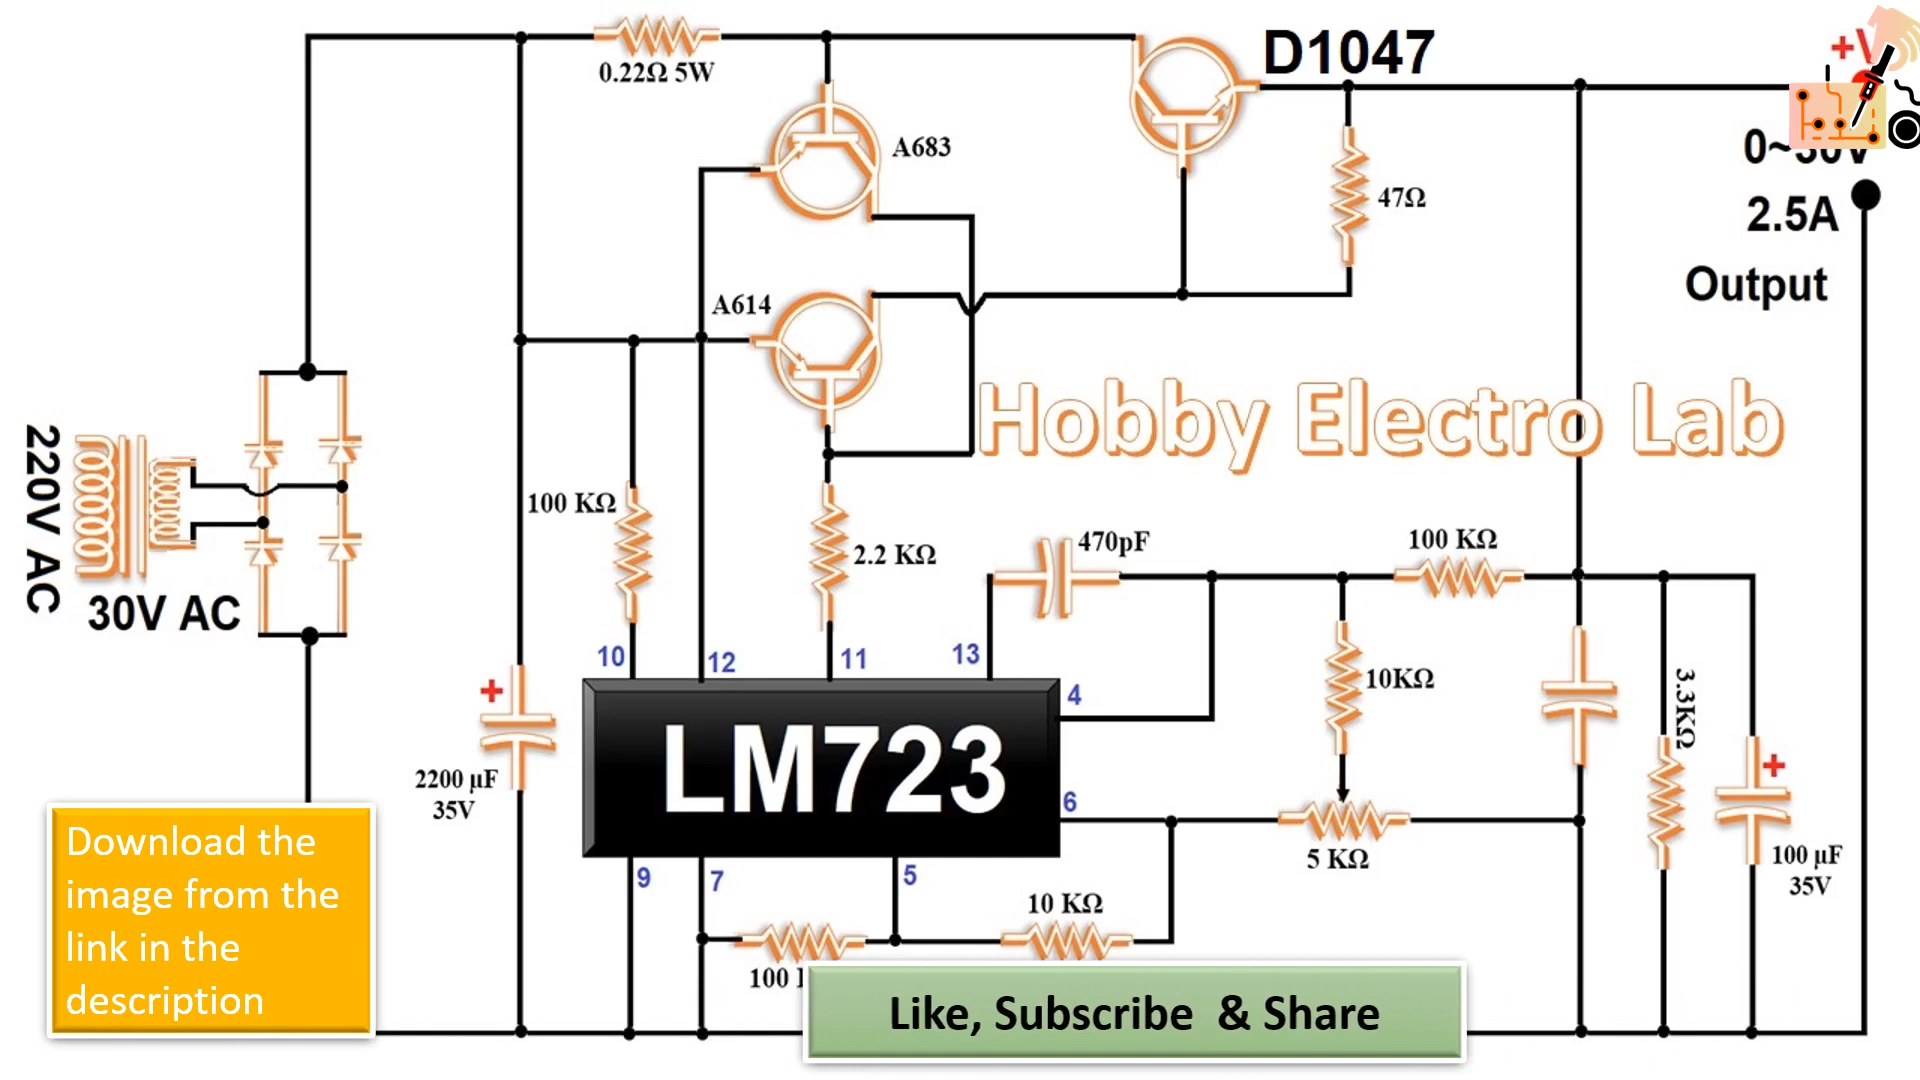 D1047
+V
0.22Ω 5W
A683
0~30V
47Ω
2.5A
A614
Output
Hobby Electro Lab
220V AC
100 KΩ
470pF
100 KΩ
2.2 KΩ
30V AC
10
12
11
13
10KΩ
3.3KΩ
4
+
LM723
+
2200 µF
35V
6
5 KΩ
100 µF
35V
9
7
5
10 KΩ
100
Download the
image from the
link in the
description
Like, Subscribe & Share